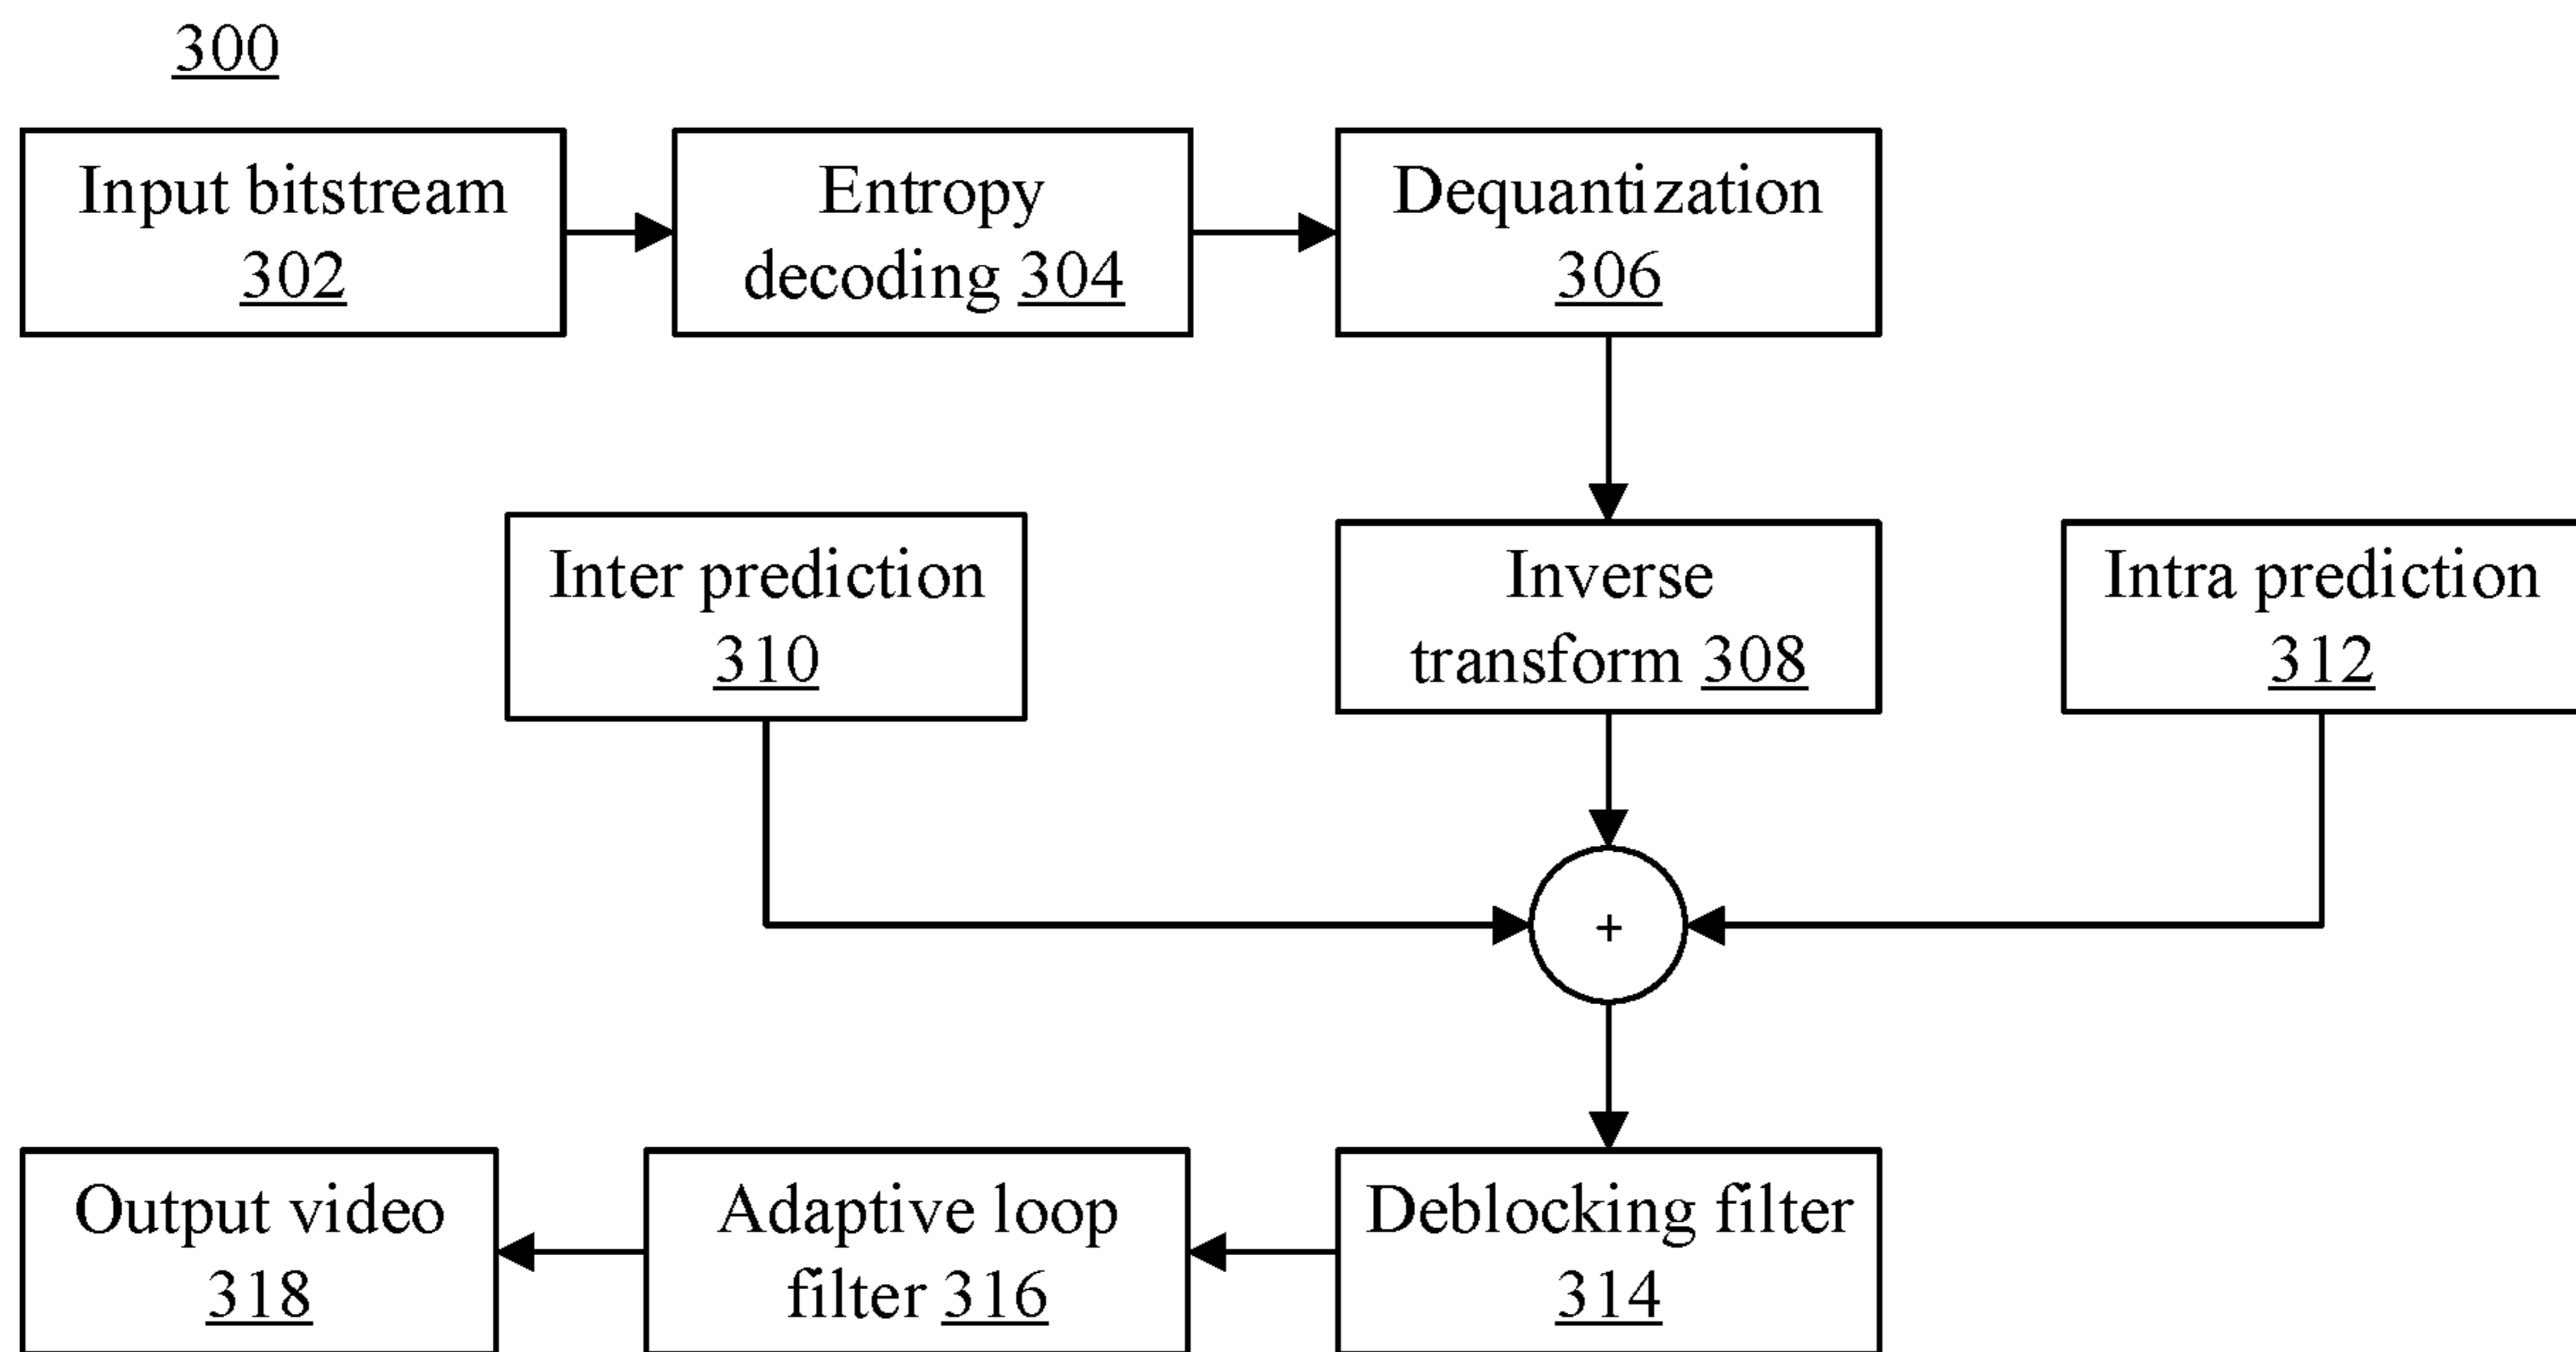 300
Input bitstream
302
Entropy
decoding 304
Dequantization
306
Inter prediction
310
Inverse
transform 308
Intra prediction
312
+
Output video
318
Adaptive loop
filter 316
Deblocking filter
314